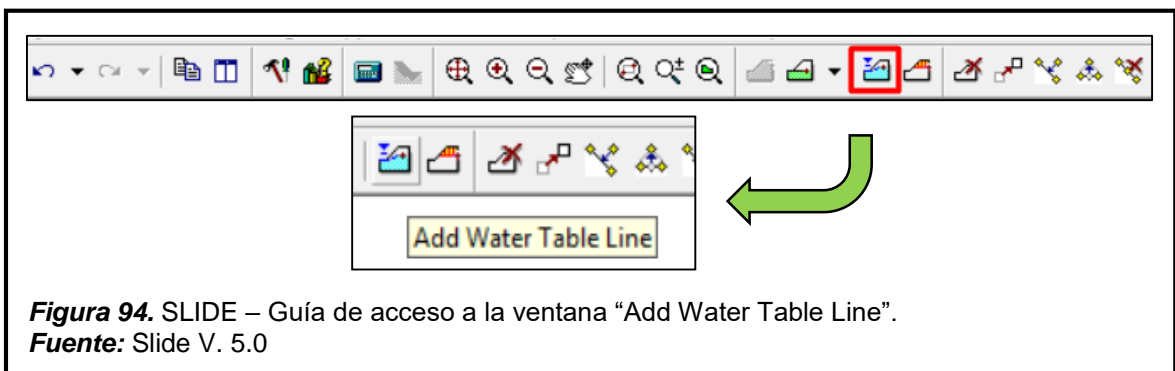 Add Water Table Line
Figura 94. SLIDE – Guía de acceso a la ventana “Add Water Table Line”.
Fuente: Slide V. 5.0